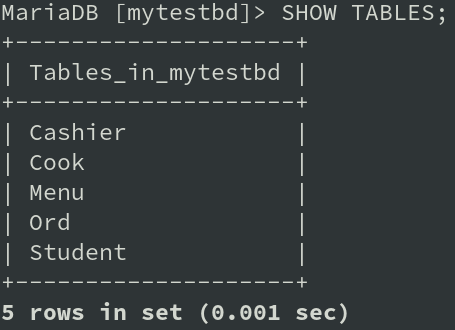 MariaDB [mytestbd]> SHOW TABLES;
+--------------------+
| Tables_in_mytestbd |
+--------------------+
| Cashier            |
| Cook               |
| Menu               |
| Ord                |
| Student            |
+--------------------+
5 rows in set (0.001 sec)